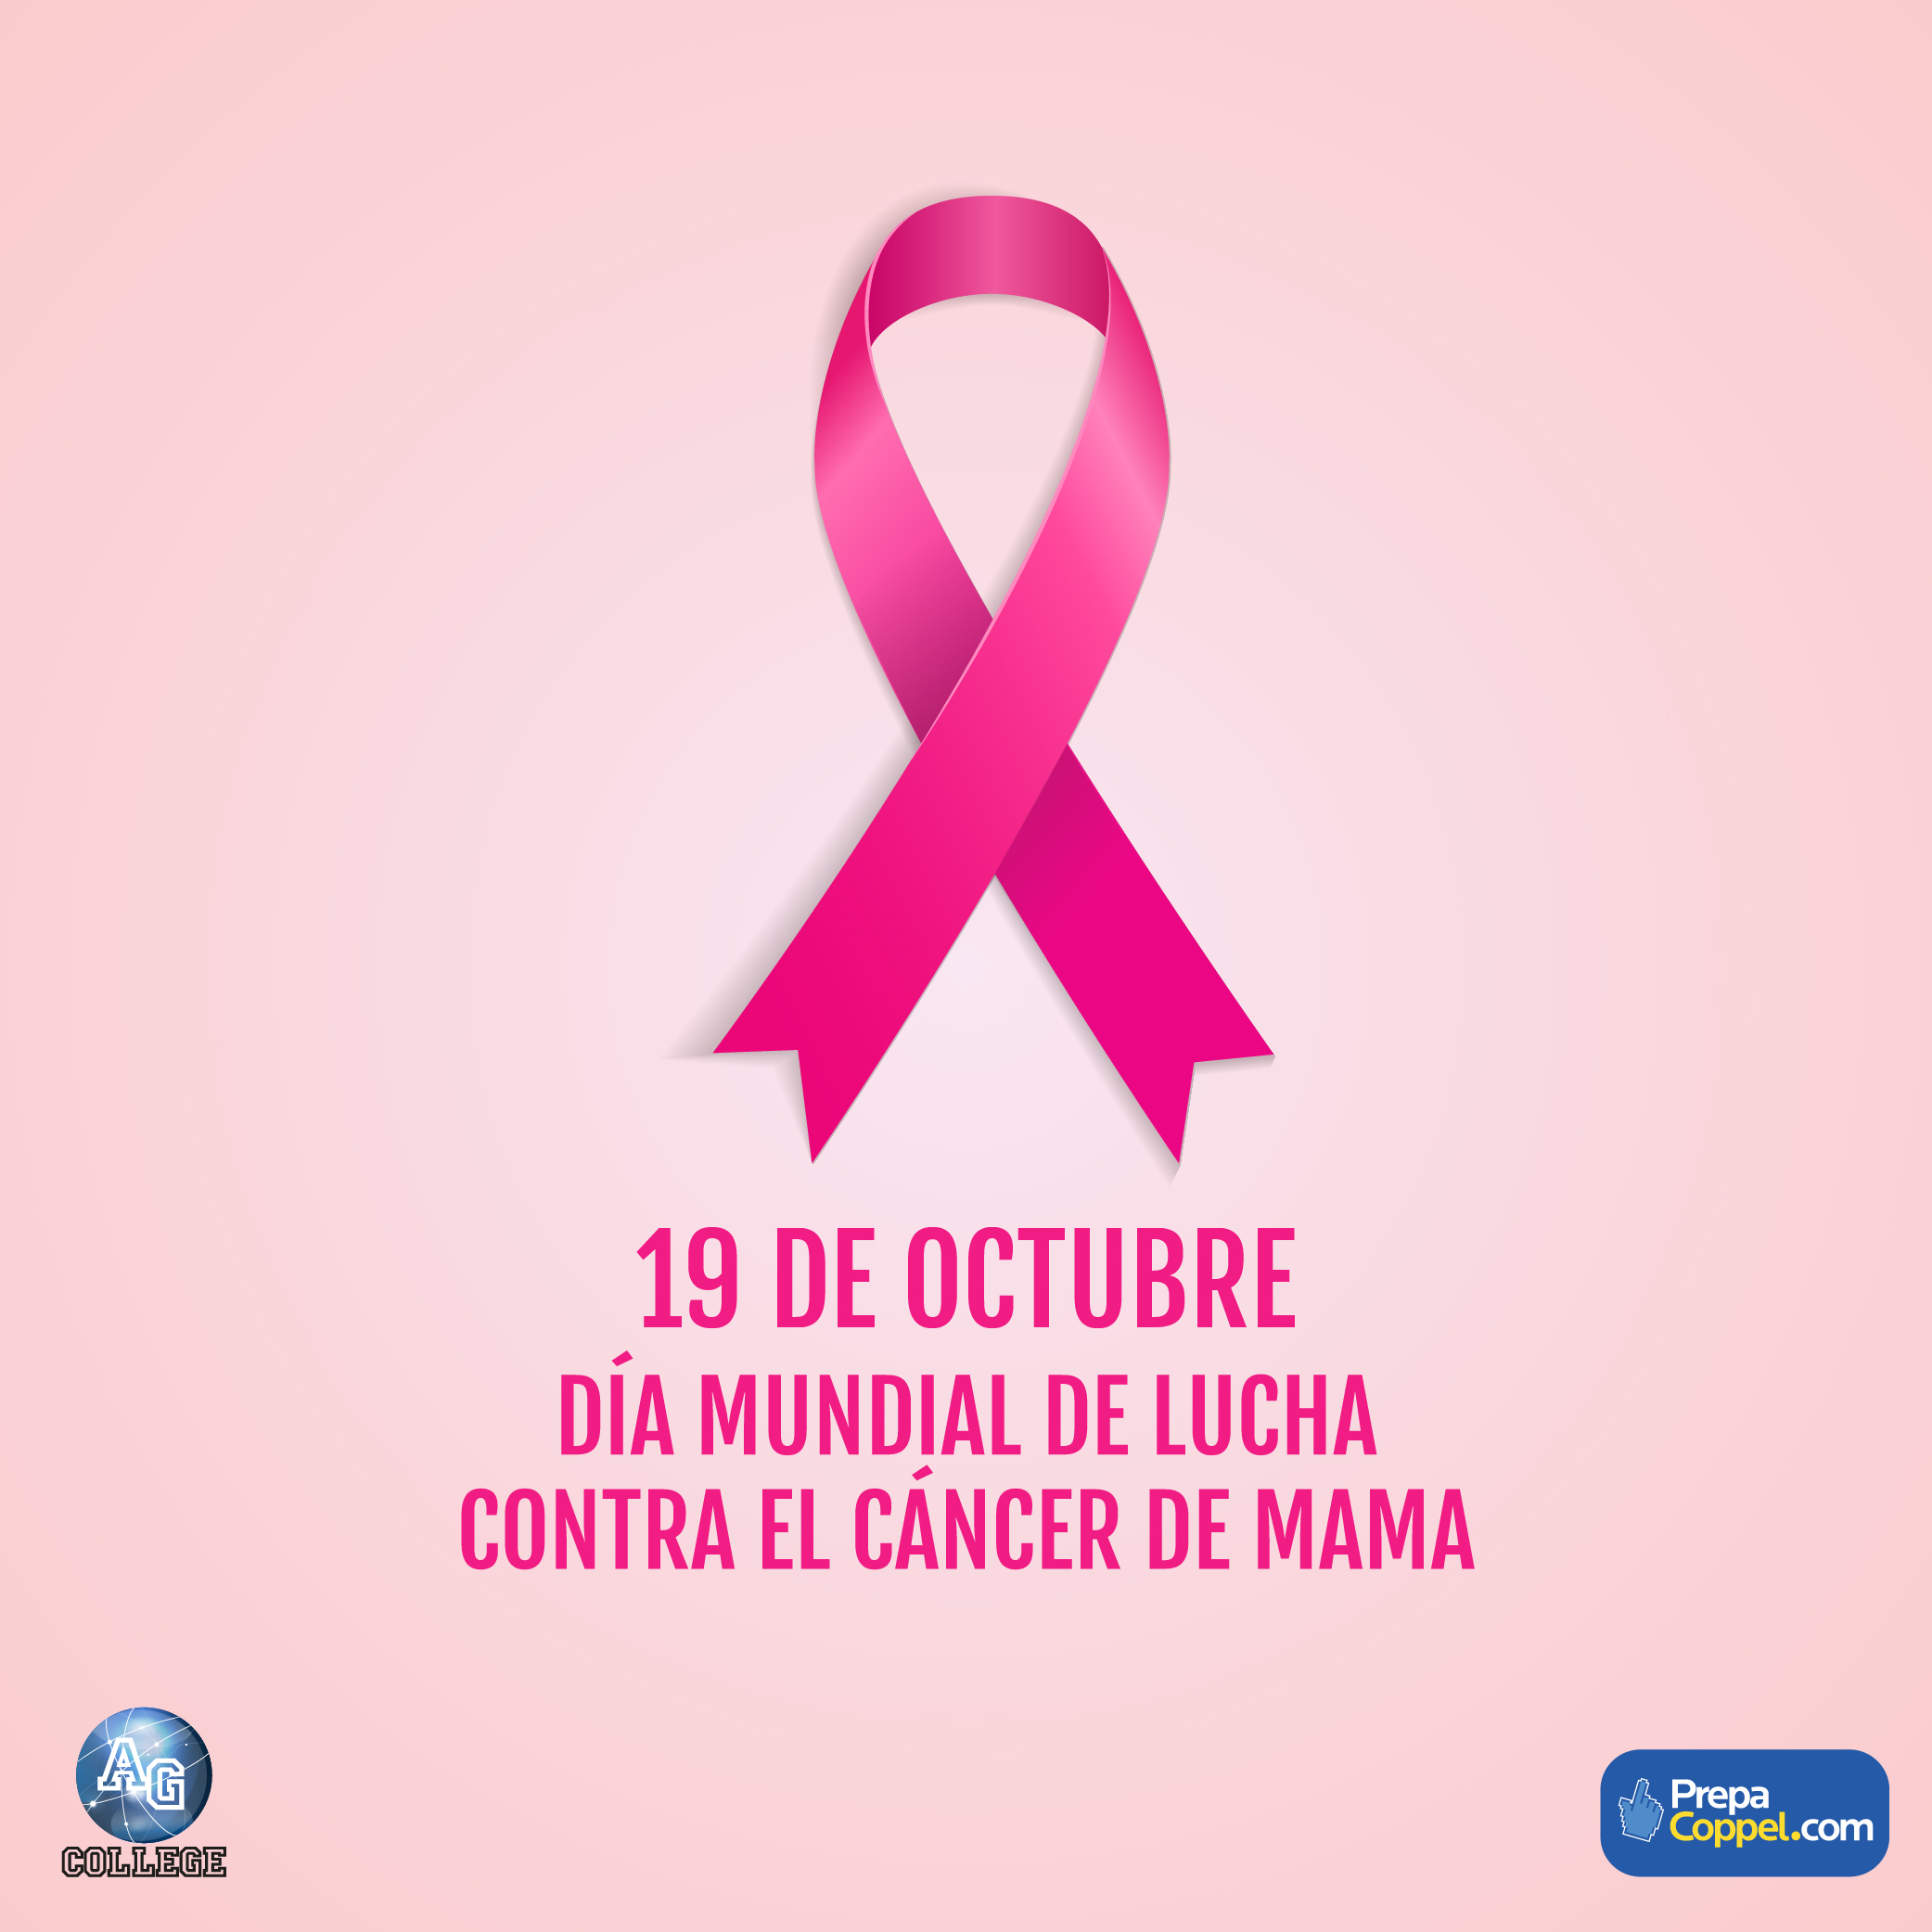 19 DE OCTUBRE
DÍA MUNDIAL DE LUCHA
CONTRA EL CÁNCER DE MAMA
AG
COLLEGE
Prepa
Coppel.com